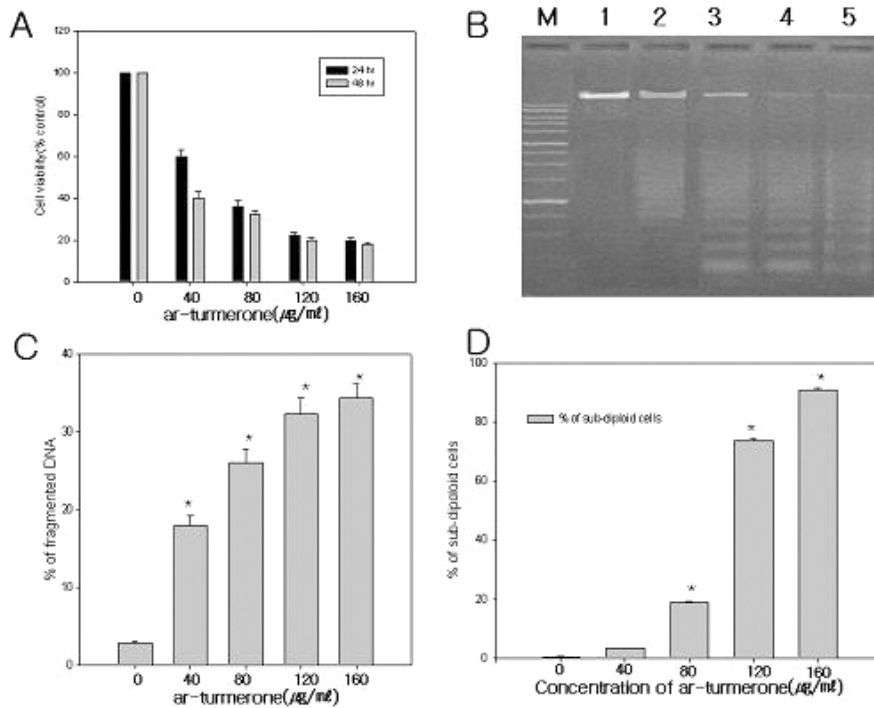 A
Cell viability(% control)
120
100
80
60
40
20
0
24 hr
48 hr
0 40 80 120 160
ar-turmerone(㎍/㎖)
B
M 1 2 3 4 5
C
% of fragmented DNA
40
30
20
10
0
*
*
*
*
0 40 80 120 160
ar-turmerone(㎍/㎖)
D
% of sub-dipoloid cells
100
80
60
40
20
0
% of sub-diploid cells
*
*
*
0 40 80 120 160
Concentration of ar-turmerone(㎍/㎖)